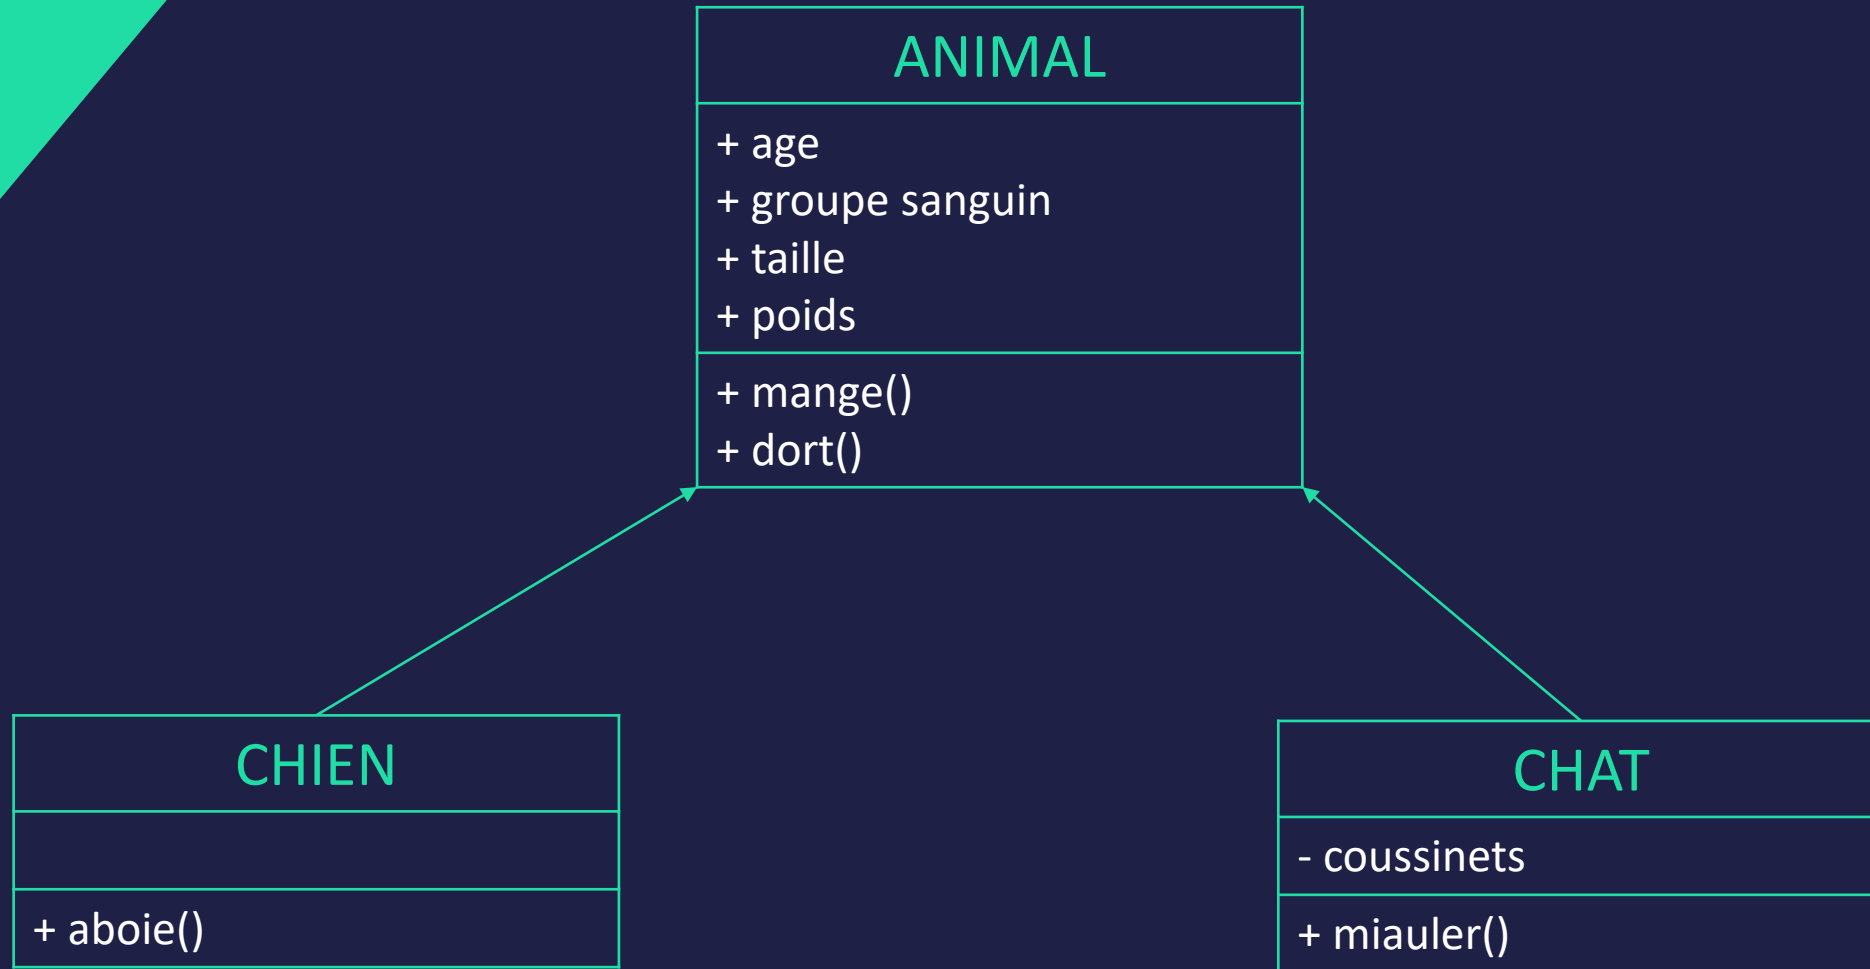 ANIMAL
+ age
+ groupe sanguin
+ taille
+ poids
+ mange()
+ dort()
CHIEN
+ aboie()
CHAT
- coussinets
+ miauler()